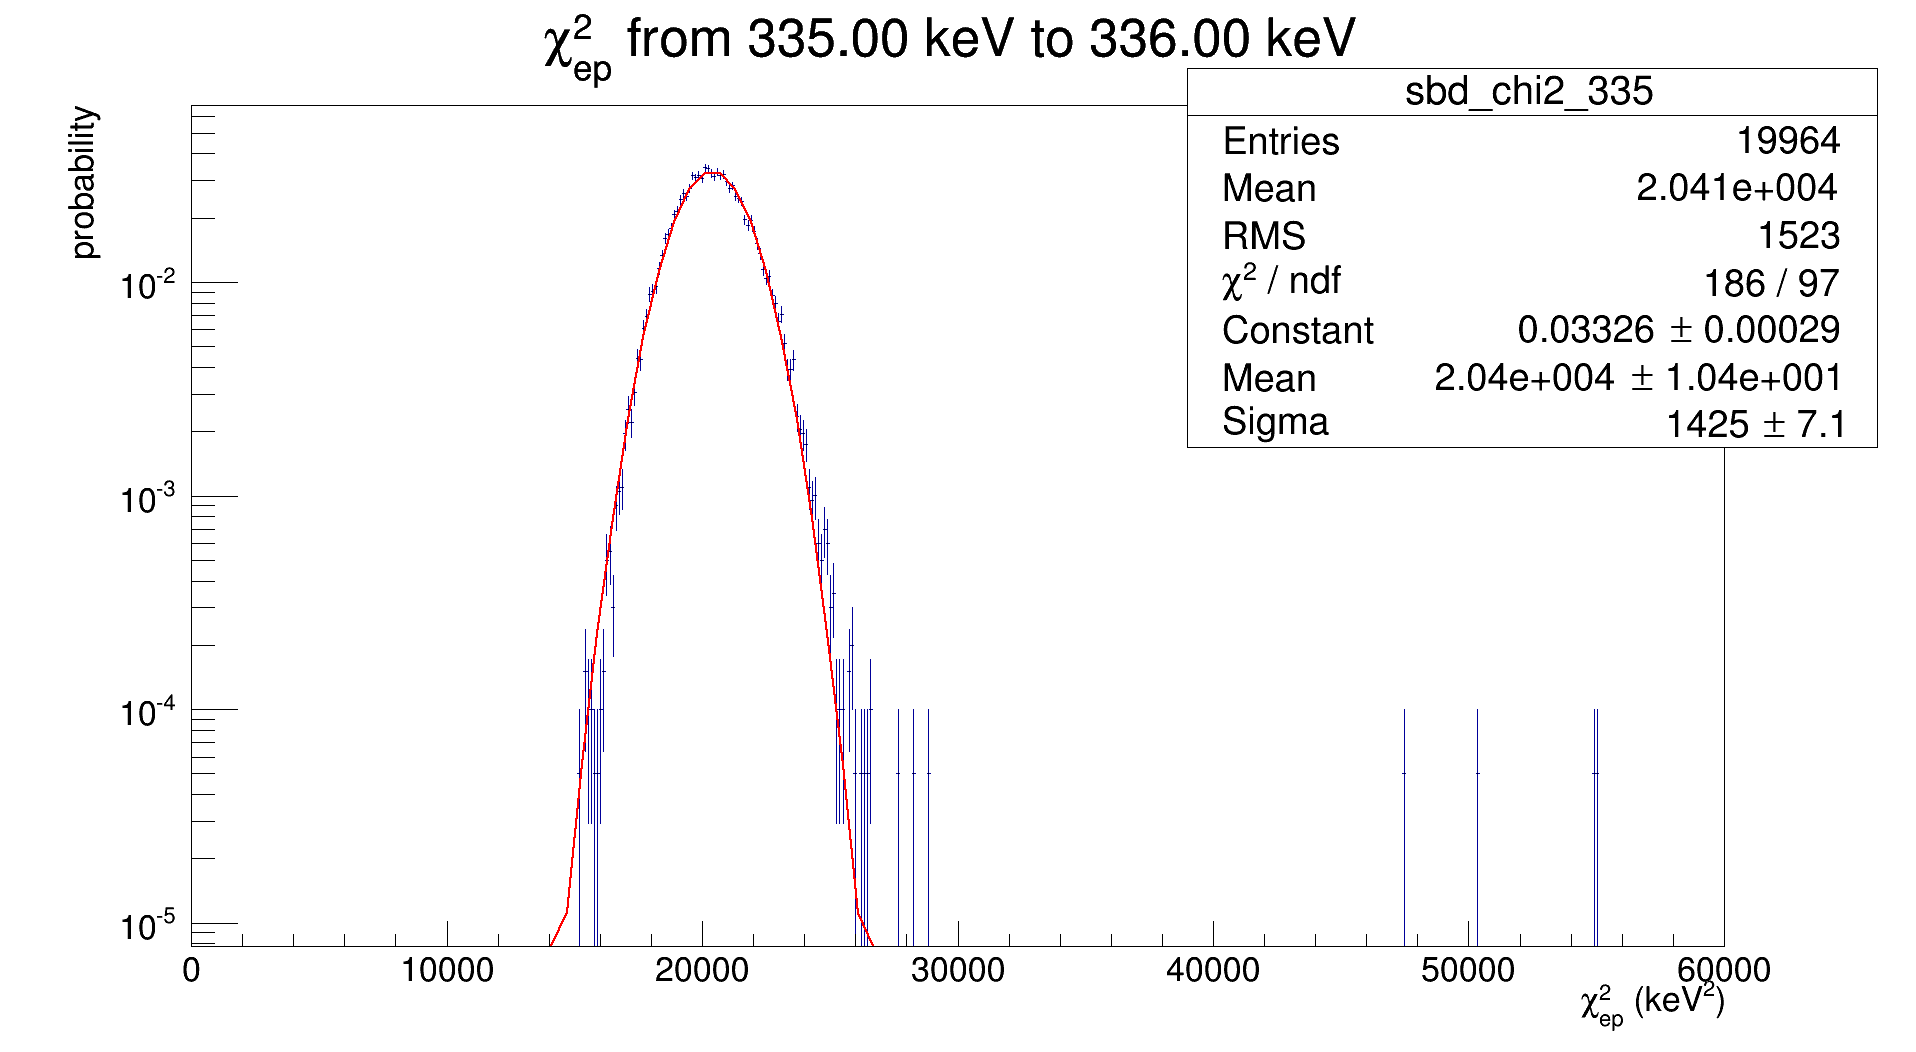 χ²ep from 335.00 keV to 336.00 keV
sbd_chi2_335
Entries 19964
Mean 2.041e+004
RMS 1523
χ² / ndf 186 / 97
Constant 0.03326 ± 0.00029
Mean 2.04e+004 ± 1.04e+001
Sigma 1425 ± 7.1
probability
10⁻²
10⁻³
10⁻⁴
10⁻⁵
0 10000 20000 30000 40000 50000 60000
χ²ep (keV²)